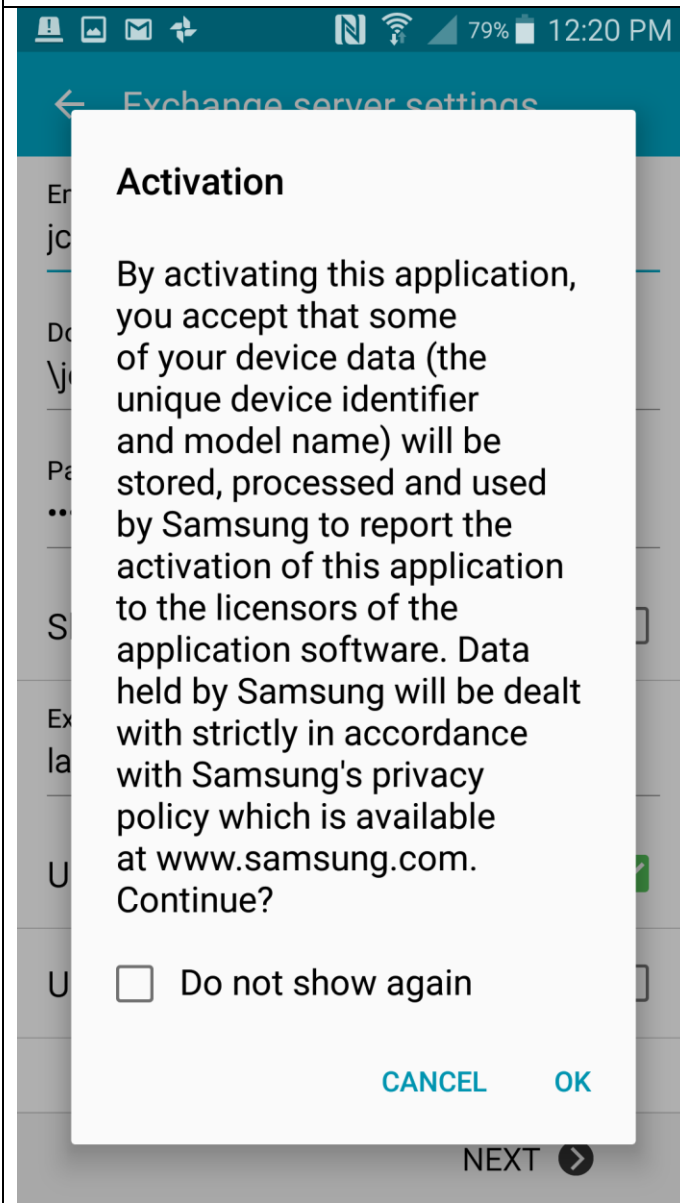 79% 12:20 PM
Exchange server settings
Activation
By activating this application,
you accept that some
of your device data (the
unique device identifier
and model name) will be
stored, processed and used
by Samsung to report the
activation of this application
to the licensors of the
application software. Data
held by Samsung will be dealt
with strictly in accordance
with Samsung's privacy
policy which is available
at www.samsung.com.
Continue?
Do not show again
CANCEL OK
NEXT